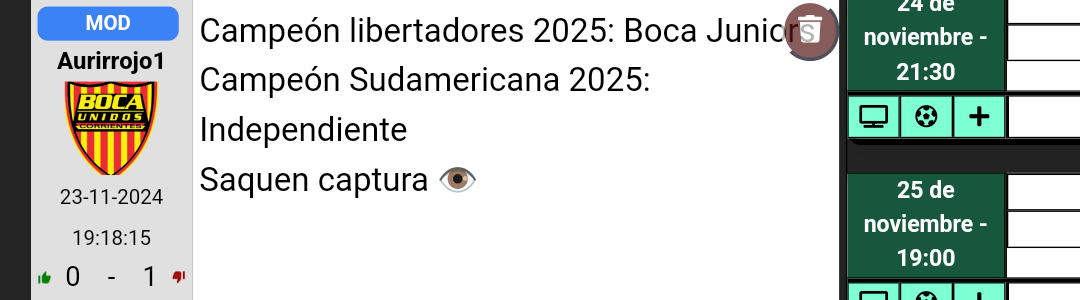 MOD
Aurirrojo1
BOCA
UNIDOS
CORRIENTES
23-11-2024
19:18:15
0 - 1
Campeón libertadores 2025: Boca Juniors
Campeón Sudamericana 2025:
Independiente
Saquen captura 👁️
24 de
noviembre -
21:30
25 de
noviembre -
19:00